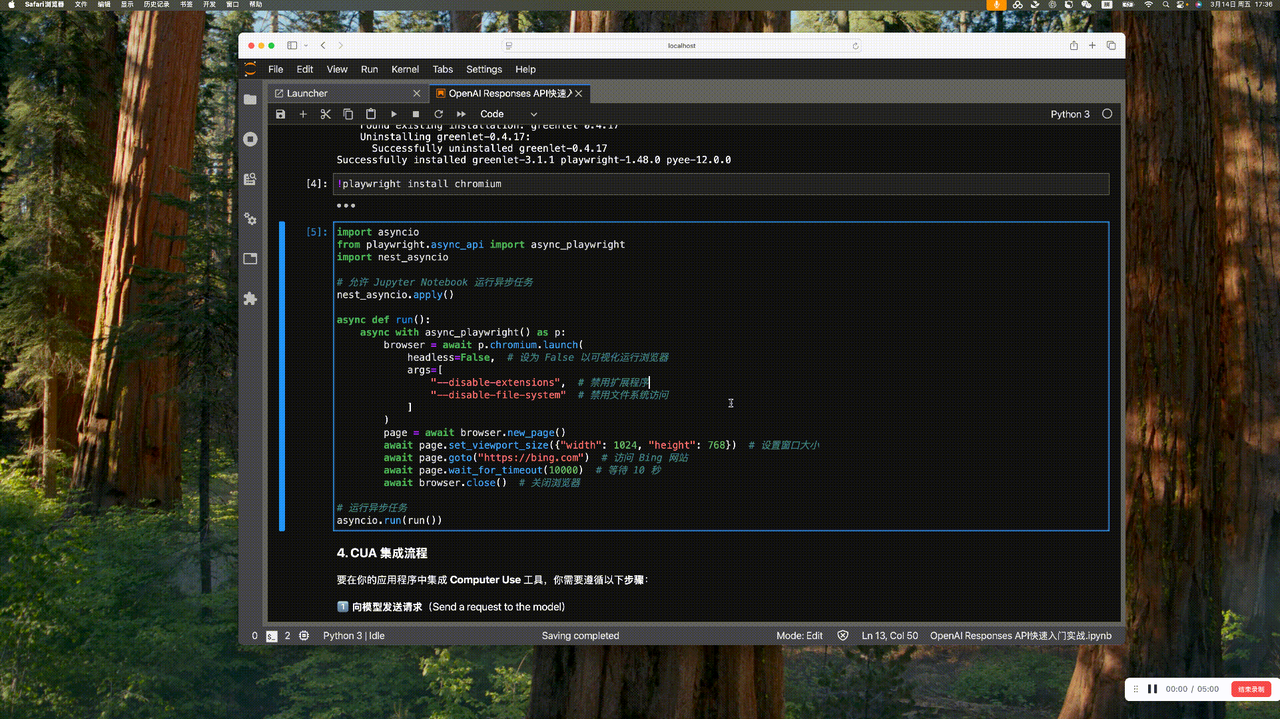 Safari浏览器 文件 编辑 显示 历史记录 书签 开发 窗口 帮助
3月14日 周五 17:36
localhost
File Edit View Run Kernel Tabs Settings Help
Launcher
OpenAI Responses API快速入
Code
Python 3
Found existing installation: greenlet 0.4.17
Uninstalling greenlet-0.4.17:
Successfully uninstalled greenlet-0.4.17
Successfully installed greenlet-3.1.1 playwright-1.48.0 pyee-12.0.0
[4]: !playwright install chromium
[5]: import asyncio
from playwright.async_api import async_playwright
import nest_asyncio
# 允许 Jupyter Notebook 运行异步任务
nest_asyncio.apply()
async def run():
async with async_playwright() as p:
browser = await p.chromium.launch(
headless=False,  # 设为 False 以可视化运行浏览器
args=[
"--disable-extensions",  # 禁用扩展程序
"--disable-file-system"  # 禁用文件系统访问
]
)
page = await browser.new_page()
await page.set_viewport_size({"width": 1024, "height": 768})  # 设置窗口大小
await page.goto("https://bing.com")  # 访问 Bing 网站
await page.wait_for_timeout(10000)  # 等待 10 秒
await browser.close()  # 关闭浏览器
# 运行异步任务
asyncio.run(run())
4. CUA 集成流程
要在你的应用程序中集成 Computer Use 工具，你需要遵循以下步骤：
1 向模型发送请求（Send a request to the model)
0 2 Python 3 | Idle Saving completed Mode: Edit Ln 13, Col 50 OpenAI Responses API快速入门实战.ipynb
00:00 / 05:00 结束录制